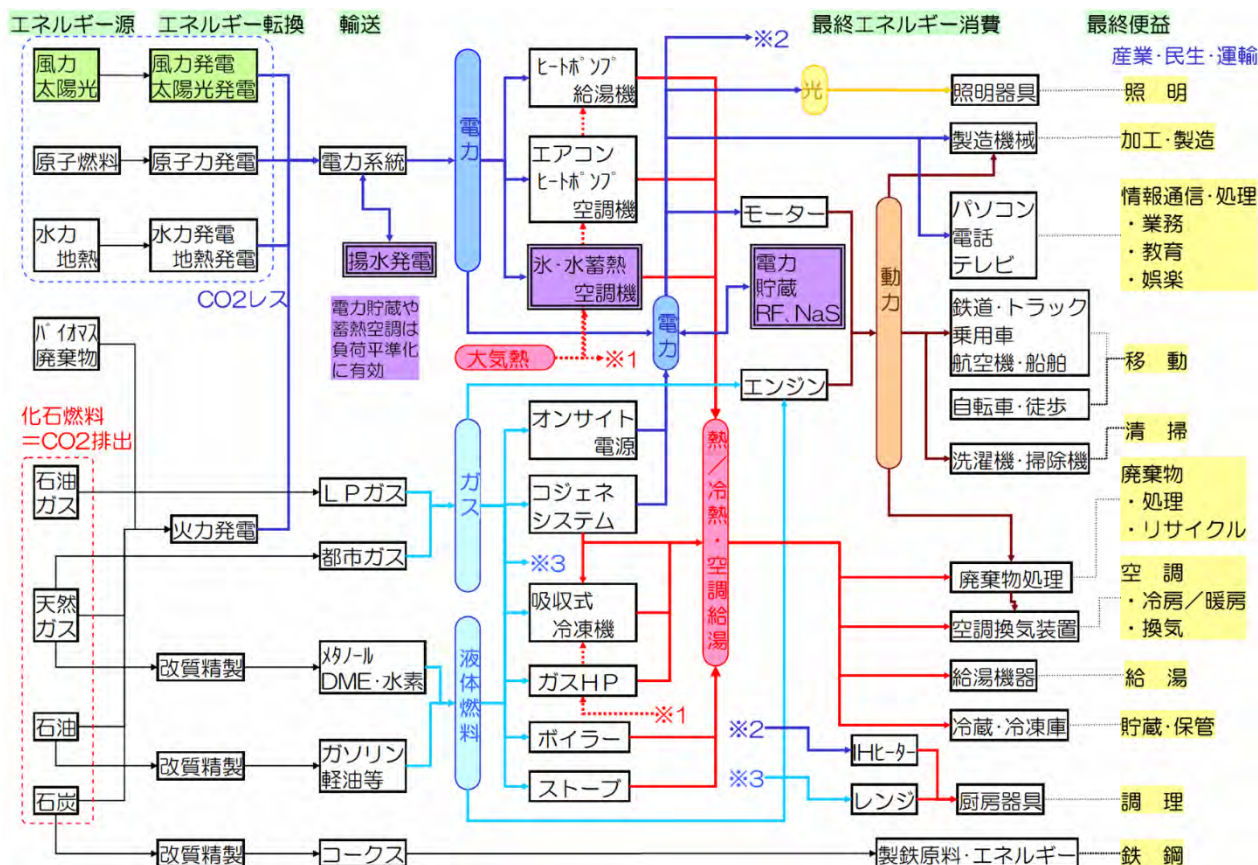 エネルギー源
エネルギー転換
輸送
最終エネルギー消費
最終便益
産業・民生・運輸
風力
太陽光
風力発電
太陽光発電
原子燃料
原子力発電
水力
地熱
水力発電
地熱発電
CO2レス
バイオマス
廃棄物
化石燃料
＝CO2排出
石油
ガス
天然
ガス
石油
石炭
火力発電
改質精製
改質精製
改質精製
電力系統
揚水発電
電力貯蔵や
蓄熱空調は
負荷平準化
に有効
LPガス
都市ガス
メタノール
DME・水素
ガソリン
軽油等
コークス
電力
大気熱
※1
ガス
液体燃料
ヒートポンプ
給湯機
エアコン
ヒートポンプ
空調機
氷・水蓄熱
空調機
オンサイト
電源
コジェネ
システム
※3
吸収式
冷凍機
ガスHP
※1
ボイラー
ストーブ
電力
熱／冷熱・空調給湯
※2
光
モーター
電力
貯蔵
RF、NaS
エンジン
動力
※2
IHヒーター
※3
レンジ
照明器具
製造機械
パソコン
電話
テレビ
鉄道・トラック
乗用車
航空機・船舶
自転車・徒歩
洗濯機・掃除機
廃棄物処理
空調換気装置
給湯機器
冷蔵・冷凍庫
厨房器具
製鉄原料・エネルギー
照 明
加工・製造
情報通信・処理
・業務
・教育
・娯楽
移 動
清 掃
廃棄物
・処理
・リサイクル
空 調
・冷房／暖房
・換気
給 湯
貯蔵・保管
調 理
鉄 鋼